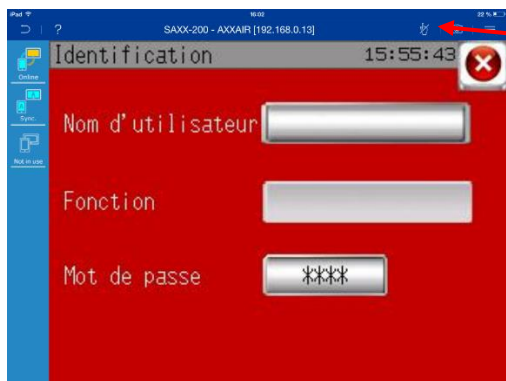 iPad 16:02 22 %
? SAXX-200 - AXXAIR [192.168.0.13]
Identification 15:55:43
Online
Sync.
Not in use
Nom d'utilisateur
Fonction
Mot de passe ****